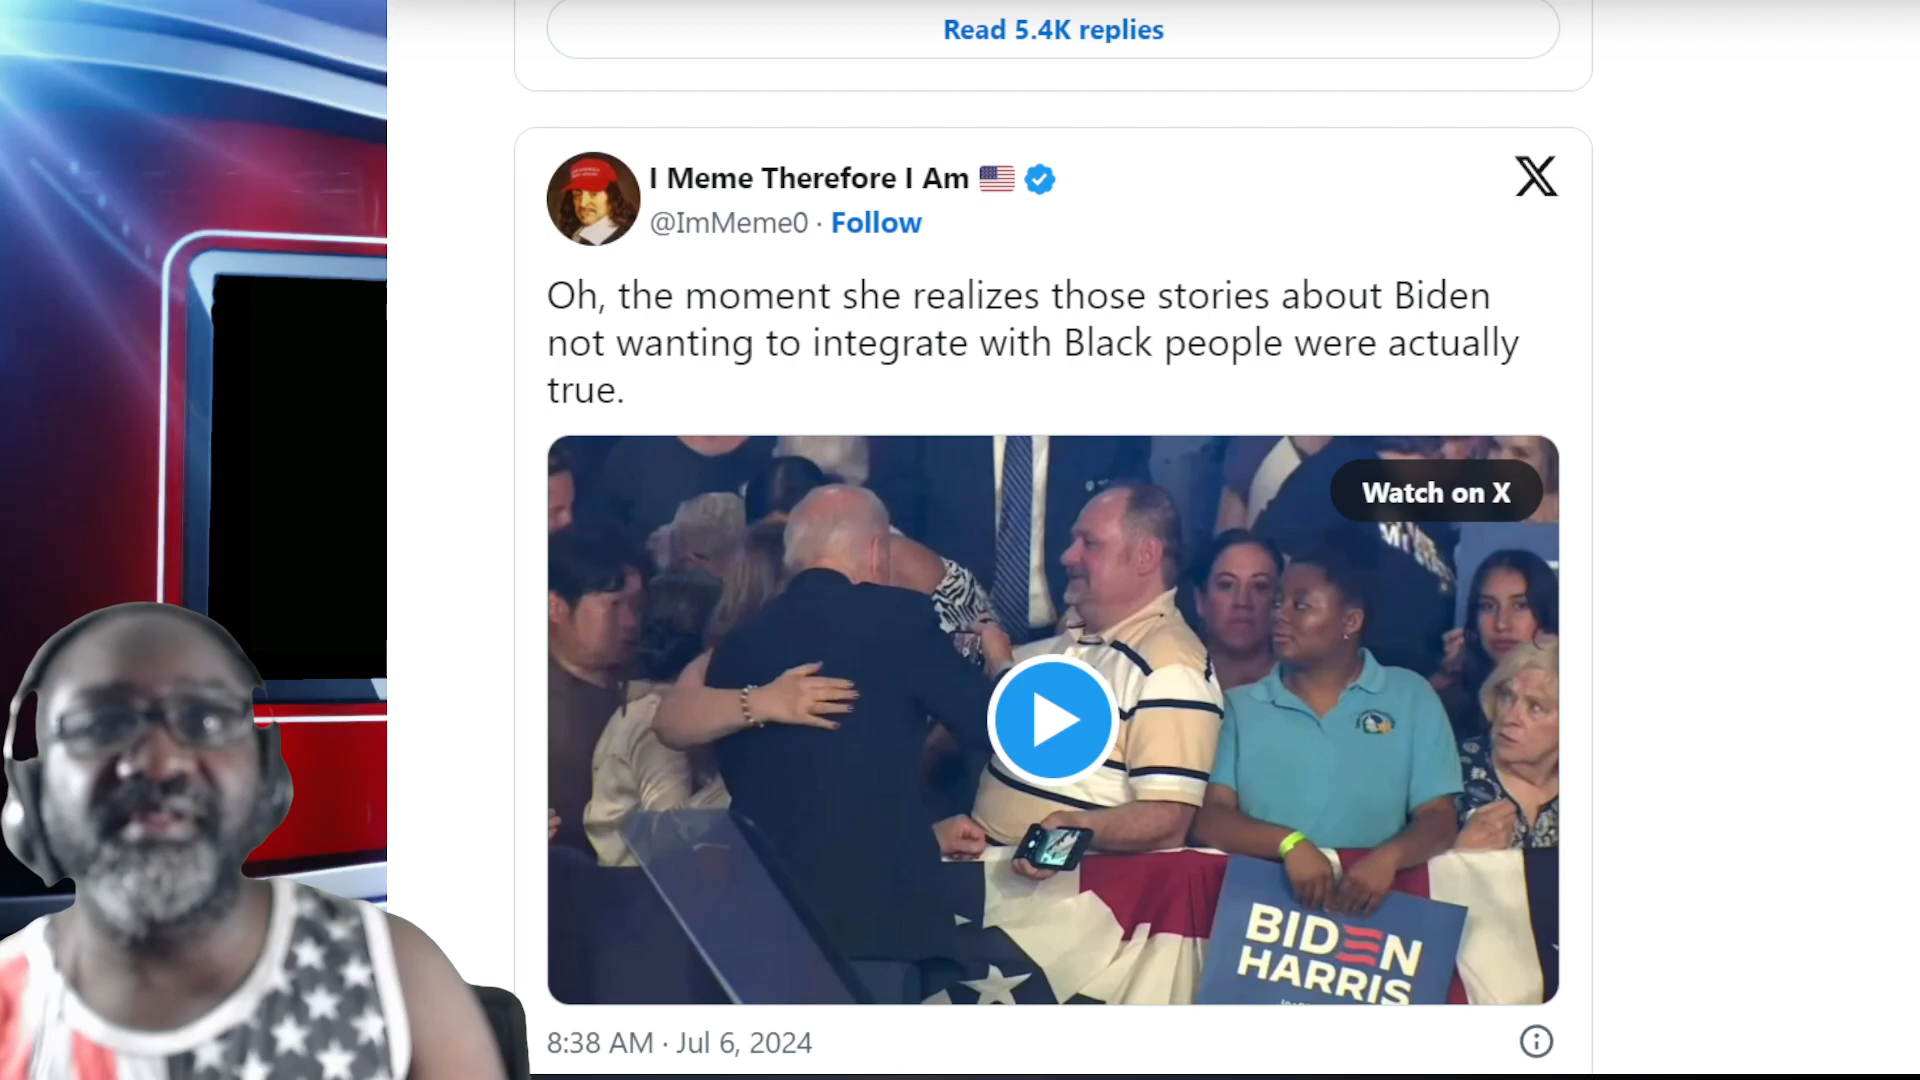 Read 5.4K replies
I Meme Therefore I Am
@ImMeme0 · Follow
Oh, the moment she realizes those stories about Biden
not wanting to integrate with Black people were actually
true.
Watch on X
BIDEN
HARRIS
8:38 AM · Jul 6, 2024